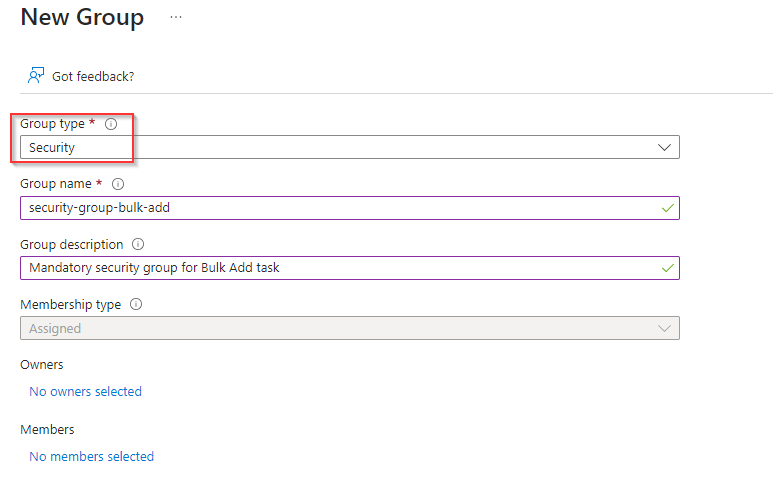 New Group ...
Got feedback?
Group type *
Security
Group name *
security-group-bulk-add
Group description
Mandatory security group for Bulk Add task
Membership type
Assigned
Owners
No owners selected
Members
No members selected